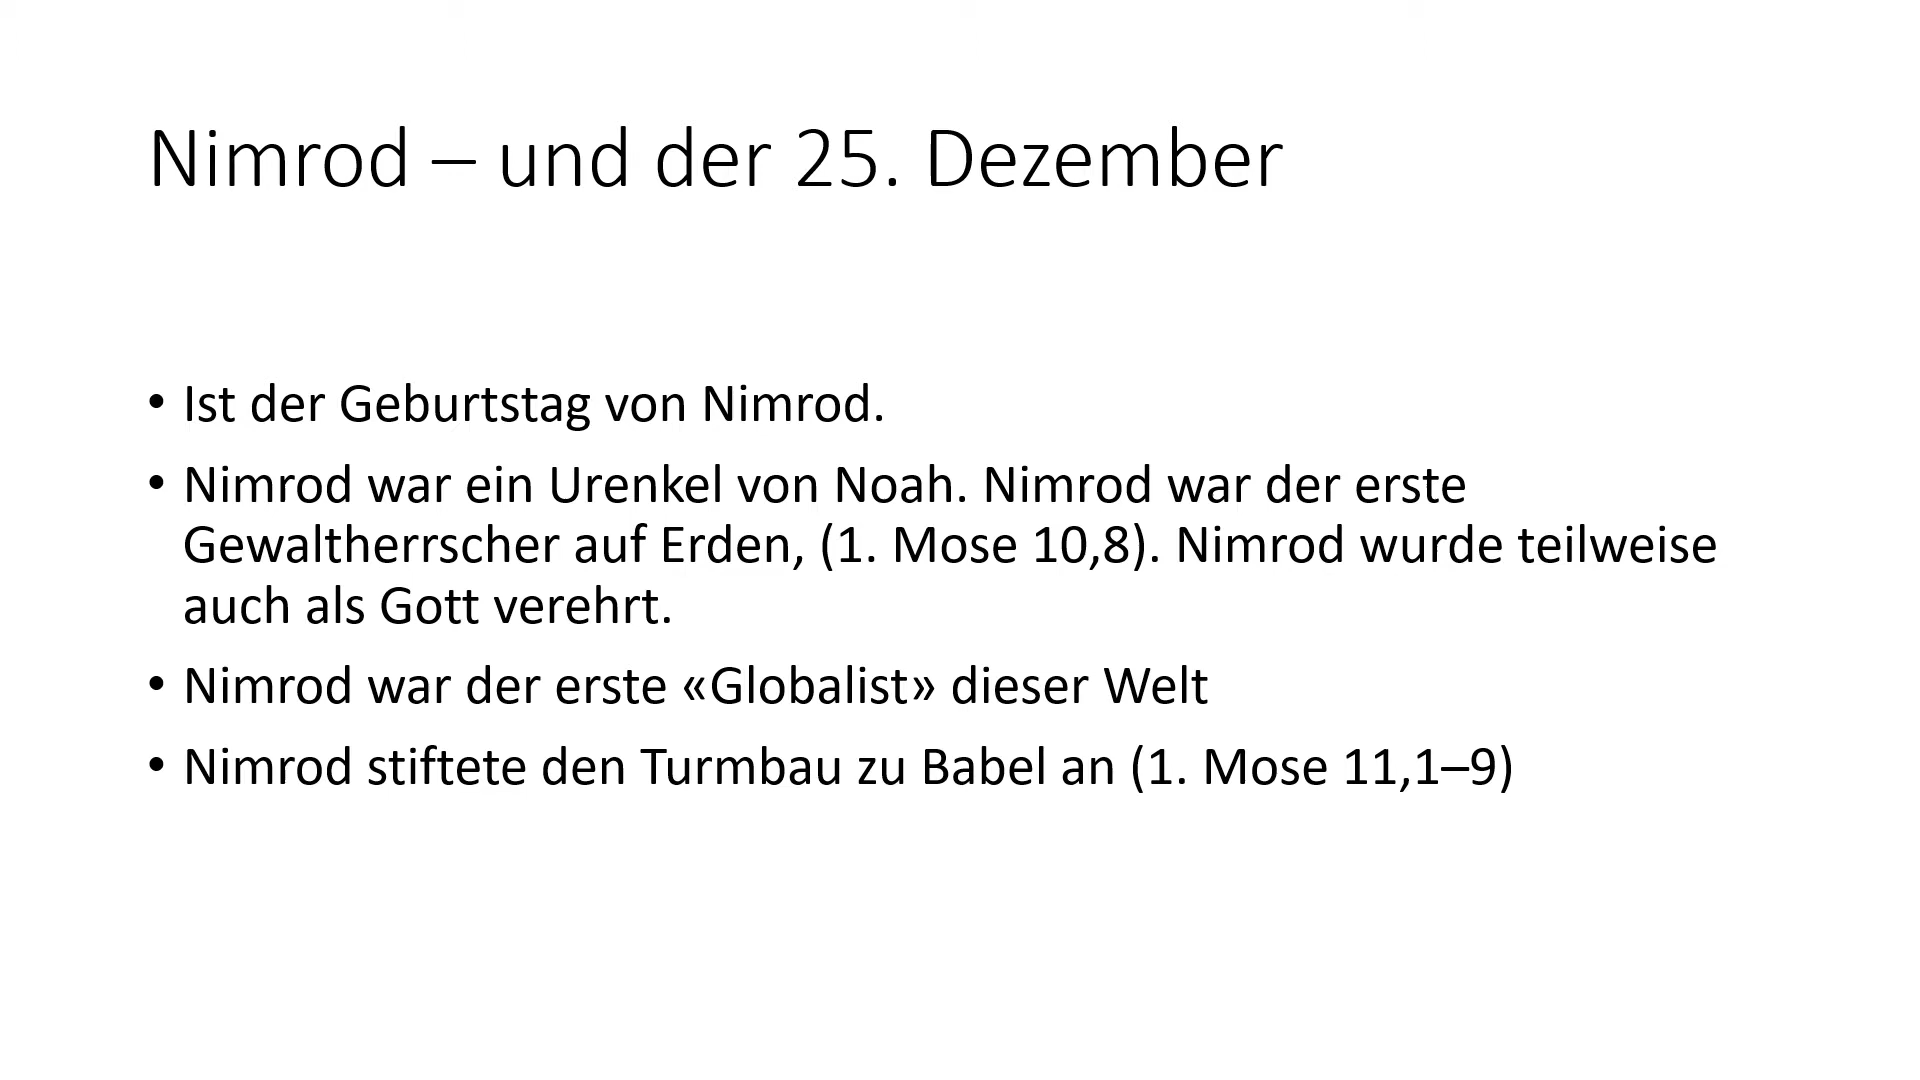 Nimrod – und der 25. Dezember
• Ist der Geburtstag von Nimrod.
• Nimrod war ein Urenkel von Noah. Nimrod war der erste
Gewaltherrscher auf Erden, (1. Mose 10,8). Nimrod wurde teilweise
auch als Gott verehrt.
• Nimrod war der erste «Globalist» dieser Welt
• Nimrod stiftete den Turmbau zu Babel an (1. Mose 11,1–9)